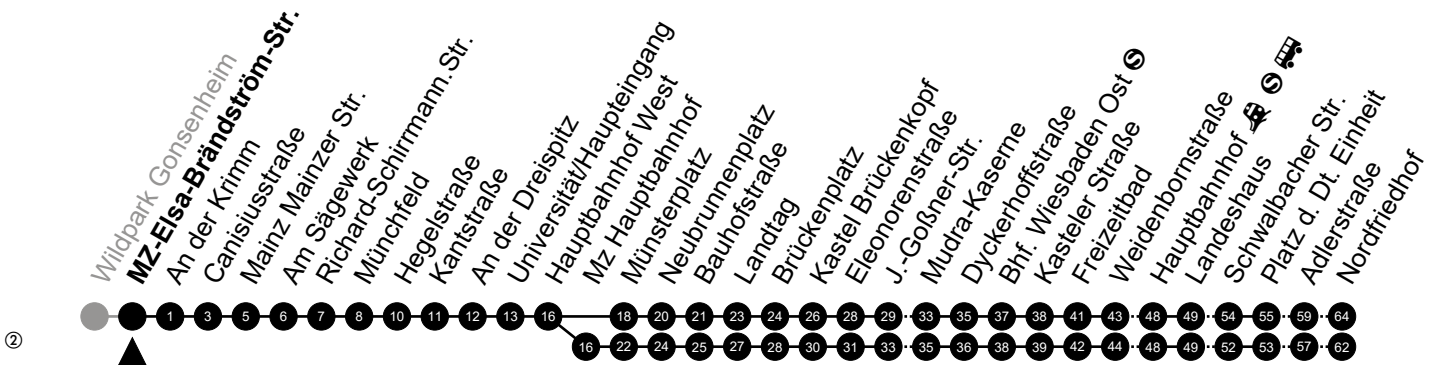 Wildpark Gonsenheim
MZ-Elsa-Brändström-Str.
An der Krimm
Canisiusstraße
Mainz Mainzer Str.
Am Sägewerk
Richard-Schirrmann.Str.
Münchfeld
Hegelstraße
Kantstraße
An der Dreispitz
Universität/Haupteingang
Hauptbahnhof West
Mz Hauptbahnhof
Münsterplatz
Neubrunnenplatz
Bauhofstraße
Landtag
Brückenplatz
Kastel Brückenkopf
Eleonorenstraße
J.-Goßner-Str.
Mudra-Kaserne
Dyckerhoffstraße
Bhf. Wiesbaden Ost S
Kasteler Straße
Freizeitbad
Weidenbornstraße
Hauptbahnhof S
Landeshaus
Schwalbacher Str.
Platz d. Dt. Einheit
Adlerstraße
Nordfriedhof
1 3 5 6 7 8 10 11 12 13 16 18 20 21 23 24 26 28 29 33 35 37 38 41 43 48 49 54 55 59 64
② 16 22 24 25 27 28 30 31 33 35 36 38 39 42 44 48 49 52 53 57 62